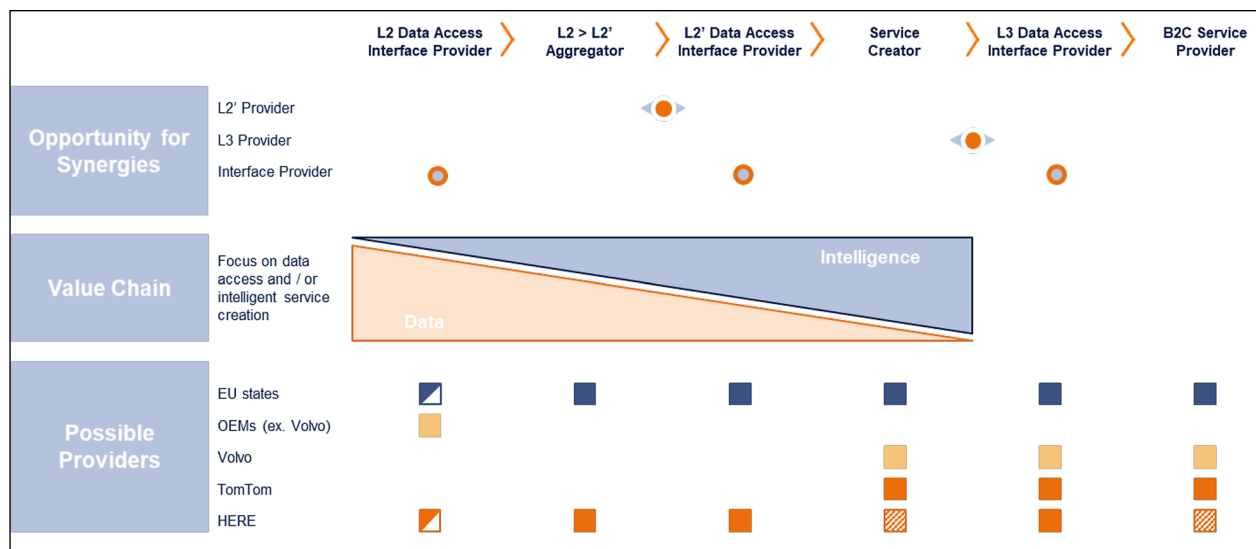 L2 Data Access
Interface Provider
L2 > L2’
Aggregator
L2’ Data Access
Interface Provider
Service
Creator
L3 Data Access
Interface Provider
B2C Service
Provider
Opportunity for
Synergies
L2’ Provider
L3 Provider
Interface Provider
Value Chain
Focus on data
access and / or
intelligent service
creation
Intelligence
Data
Possible
Providers
EU states
OEMs (ex. Volvo)
Volvo
TomTom
HERE